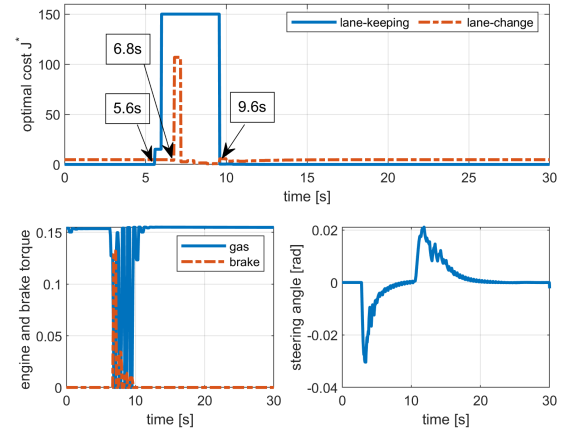 optimal cost J*
150
100
50
0
lane-keeping
lane-change
6.8s
5.6s
9.6s
0
5
10
15
20
25
30
time [s]
engine and brake torque
0.15
0.1
0.05
0
gas
brake
0
10
20
30
time [s]
steering angle [rad]
0.02
0
-0.02
-0.04
0
10
20
30
time [s]